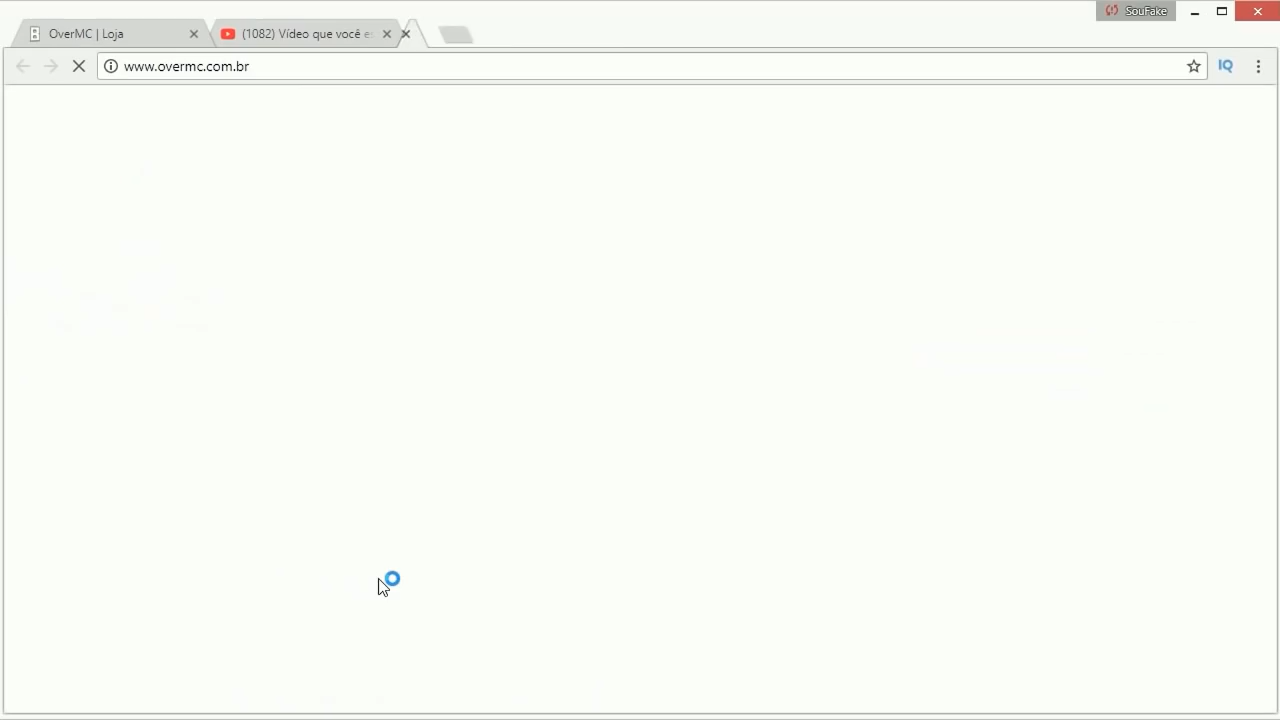 SouFake
OverMC | Loja
(1082) Vídeo que você e
www.overmc.com.br
IQ